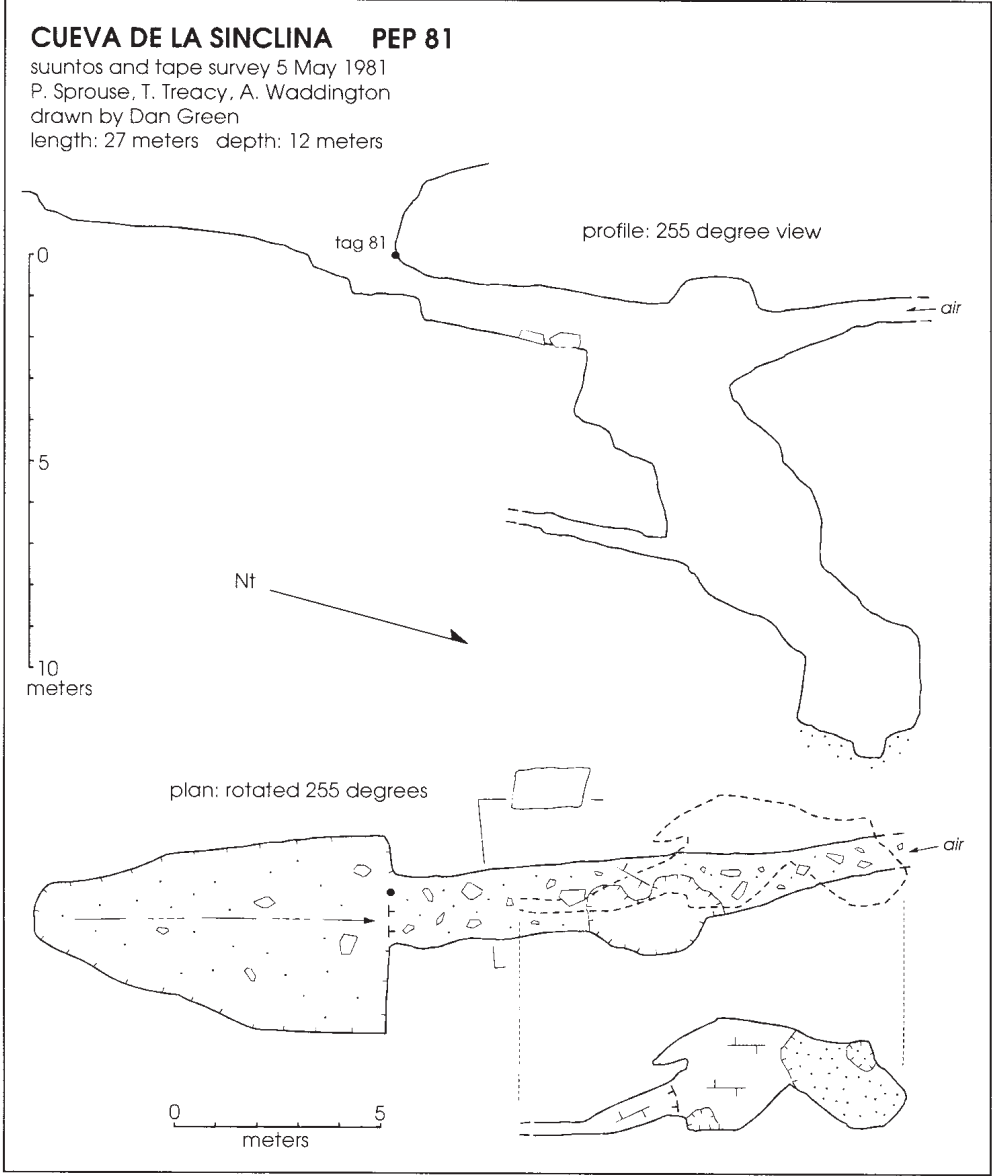 CUEVA DE LA SINCLINA PEP 81
suuntos and tape survey 5 May 1981
P. Sprouse, T. Treacy, A. Waddington
drawn by Dan Green
length: 27 meters depth: 12 meters
tag 81
profile: 255 degree view
0
air
5
Nt
10
meters
plan: rotated 255 degrees
air
0 5
meters